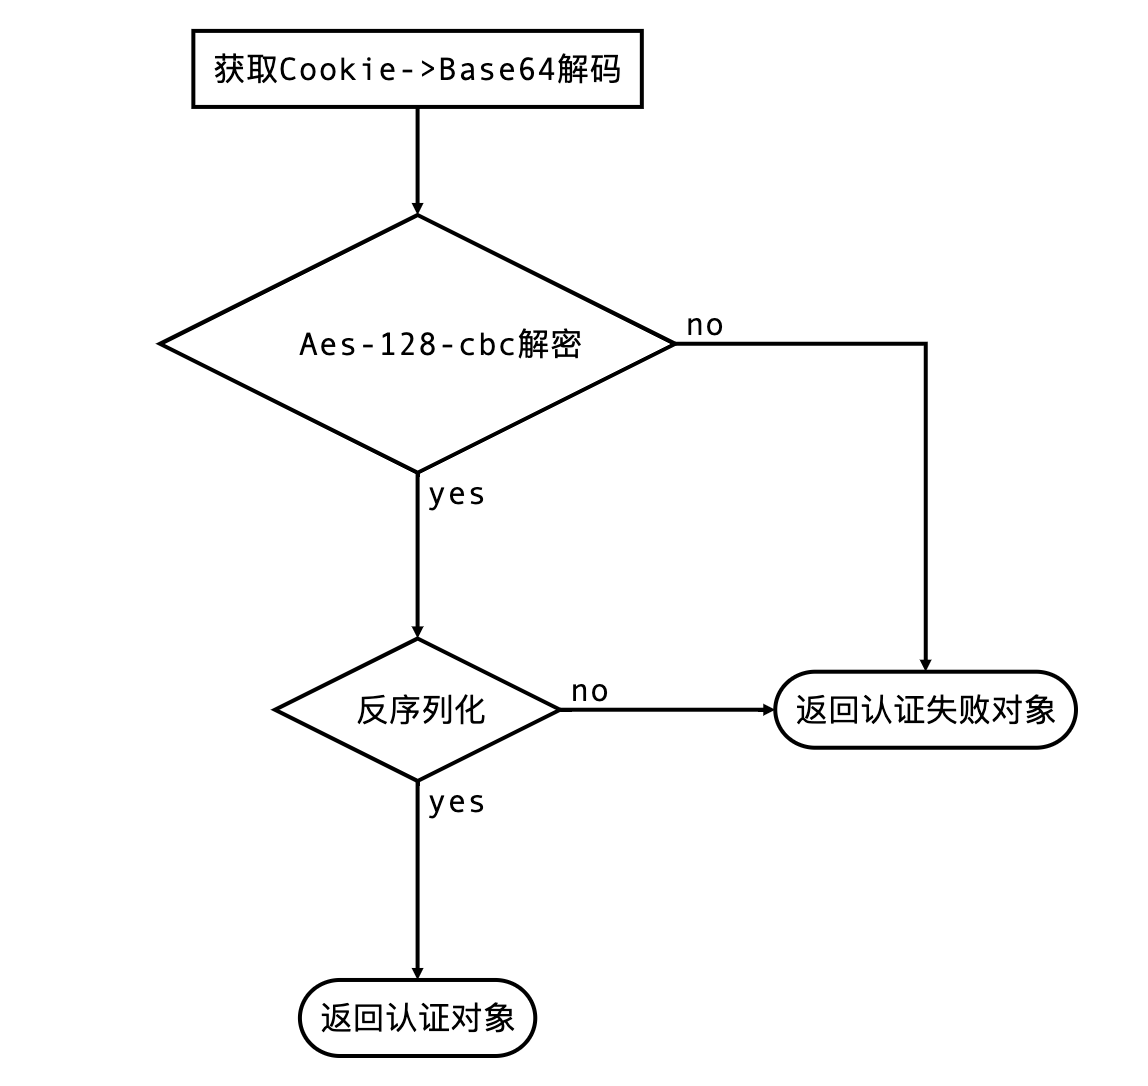 获取Cookie->Base64解码
Aes-128-cbc解密
no
yes
反序列化
no
返回认证失败对象
yes
返回认证对象